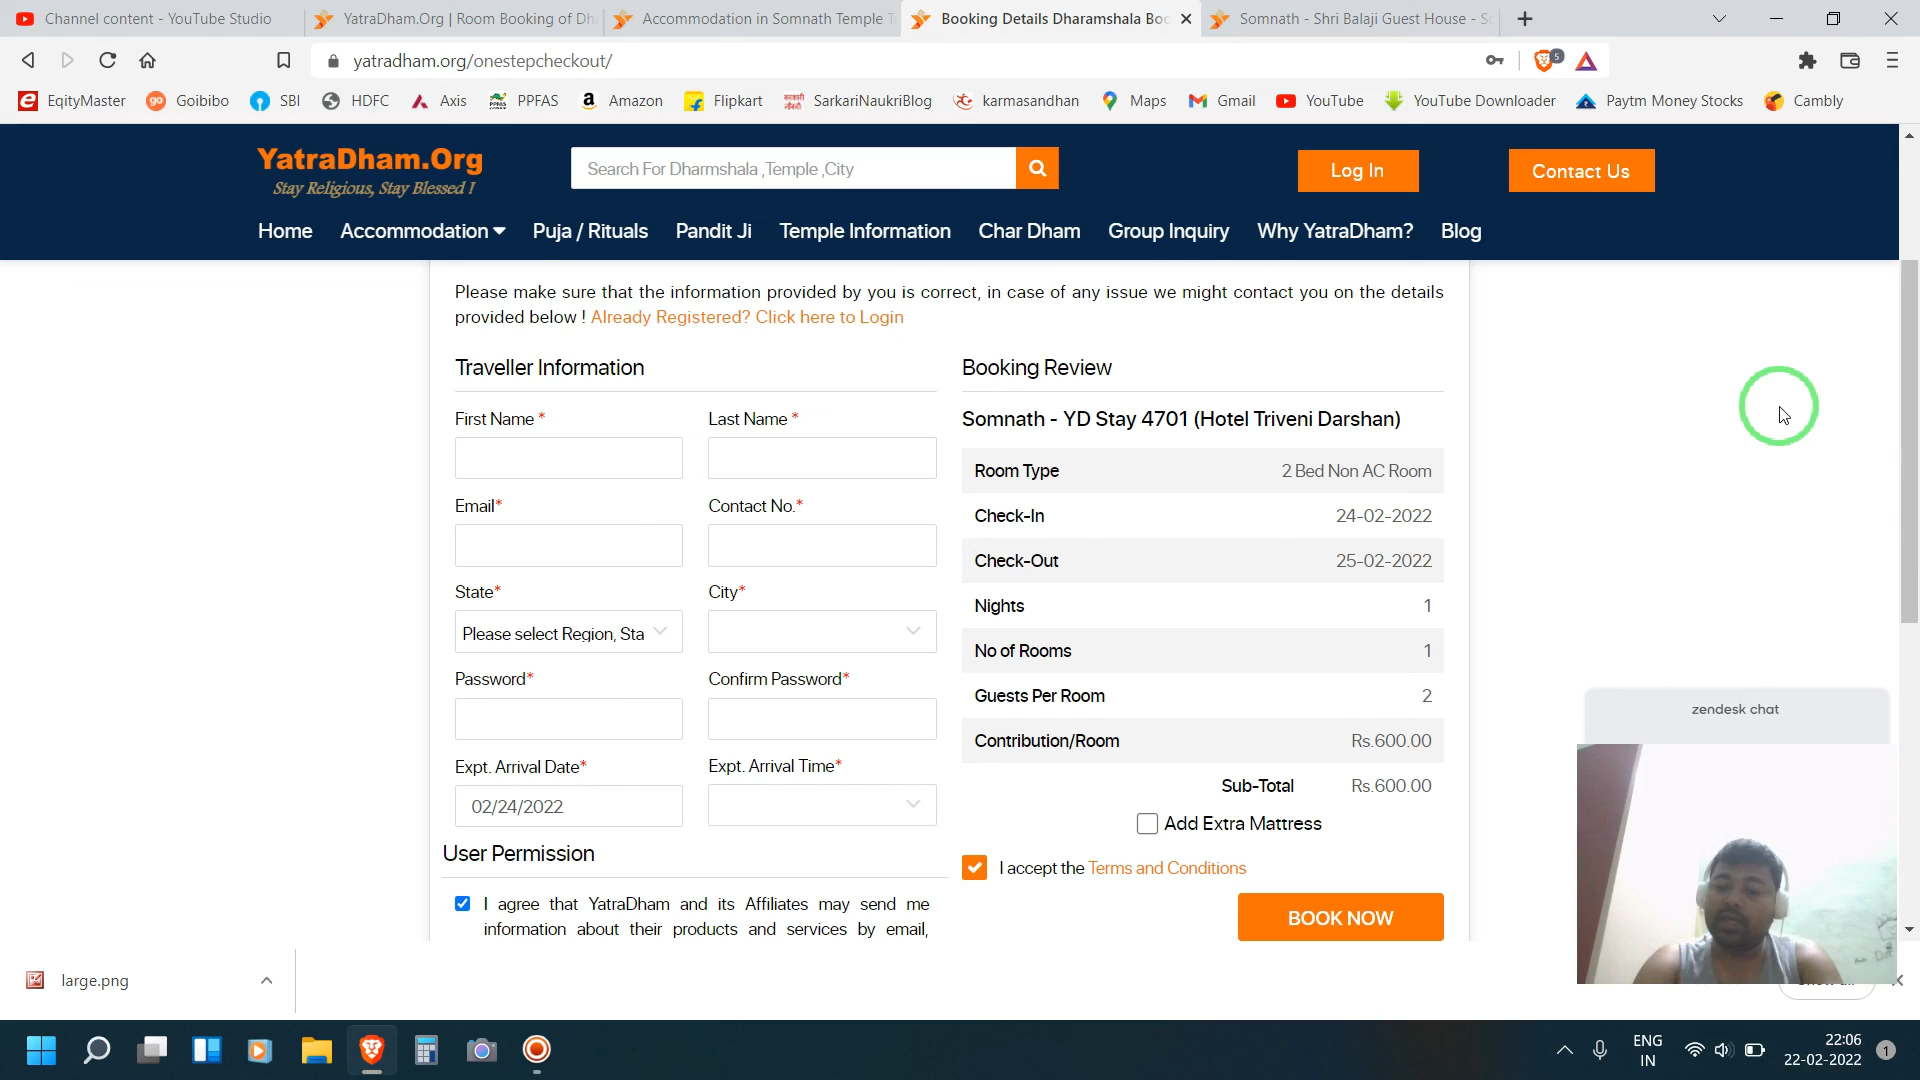 Channel content - YouTube Studio
YatraDham.Org | Room Booking of Dh
Accommodation in Somnath Temple T
Booking Details Dharamshala Boo
Somnath - Shri Balaji Guest House - So
yatradham.org/onestepcheckout/
5
EqityMaster
Goibibo
SBI
HDFC
Axis
PPFAS
Amazon
Flipkart
SarkariNaukriBlog
karmasandhan
Maps
Gmail
YouTube
YouTube Downloader
Paytm Money Stocks
Cambly
YatraDham.Org
Stay Religious, Stay Blessed !
Search For Dharmshala ,Temple ,City
Log In
Contact Us
Home
Accommodation
Puja / Rituals
Pandit Ji
Temple Information
Char Dham
Group Inquiry
Why YatraDham?
Blog
Please make sure that the information provided by you is correct, in case of any issue we might contact you on the details
provided below ! Already Registered? Click here to Login
Traveller Information
First Name *
Last Name *
Email*
Contact No.*
State*
City*
Please select Region, Sta
Password*
Confirm Password*
Expt. Arrival Date*
Expt. Arrival Time*
02/24/2022
User Permission
I agree that YatraDham and its Affiliates may send me
information about their products and services by email,
Booking Review
Somnath - YD Stay 4701 (Hotel Triveni Darshan)
Room Type 2 Bed Non AC Room
Check-In 24-02-2022
Check-Out 25-02-2022
Nights 1
No of Rooms 1
Guests Per Room 2
Contribution/Room Rs.600.00
Sub-Total Rs.600.00
Add Extra Mattress
I accept the Terms and Conditions
BOOK NOW
zendesk chat
large.png
ENG
IN
22:06
22-02-2022
1